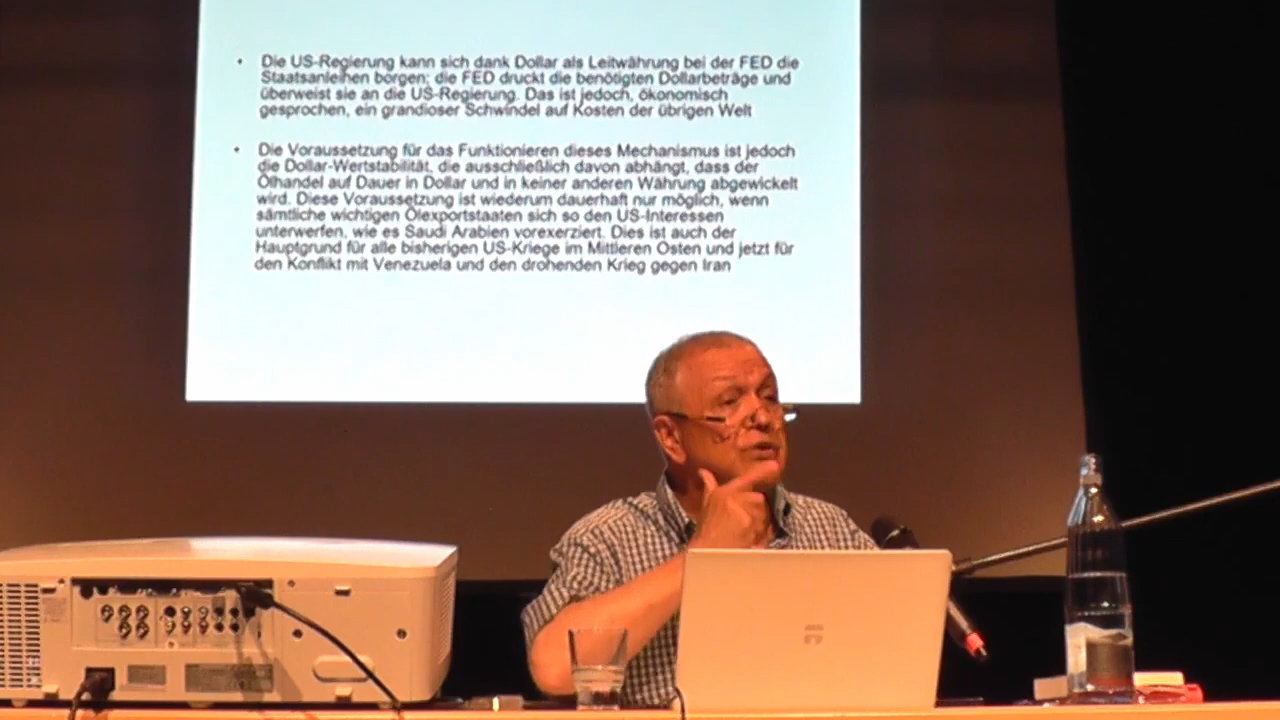 • Die US-Regierung kann sich dank Dollar als Leitwährung bei der FED die
Staatsanleihen borgen; die FED druckt die benötigten Dollarbeträge und
überweist sie an die US-Regierung. Das ist jedoch, ökonomisch
gesprochen, ein grandioser Schwindel auf Kosten der übrigen Welt
• Die Voraussetzung für das Funktionieren dieses Mechanismus ist jedoch
die Dollar-Wertstabilität, die ausschließlich davon abhängt, dass der
Ölhandel auf Dauer in Dollar und in keiner anderen Währung abgewickelt
wird. Diese Voraussetzung ist wiederum dauerhaft nur möglich, wenn
sämtliche wichtigen Ölexportstaaten sich so den US-Interessen
unterwerfen, wie es Saudi Arabien vorexerziert. Dies ist auch der
Hauptgrund für alle bisherigen US-Kriege im Mittleren Osten und jetzt für
den Konflikt mit Venezuela und den drohenden Krieg gegen Iran